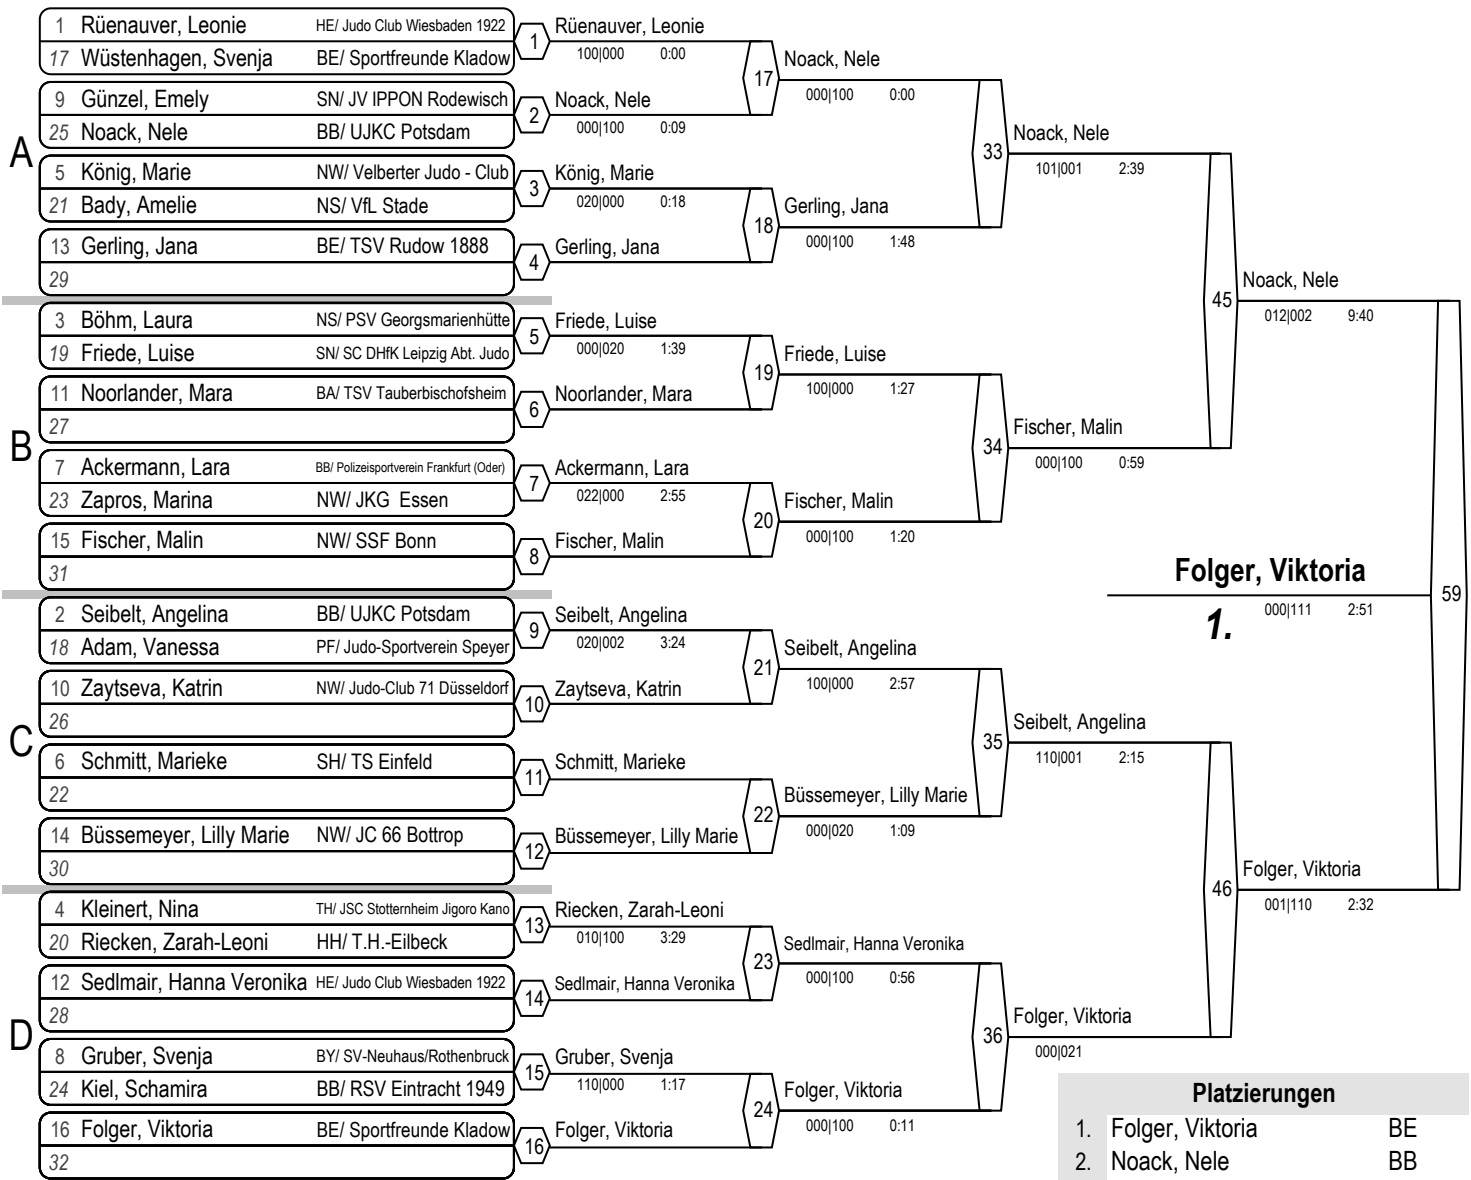 A
1 Rüenauver, Leonie HE/ Judo Club Wiesbaden 1922
17 Wüstenhagen, Svenja BE/ Sportfreunde Kladow
9 Günzel, Emely SN/ JV IPPON Rodewisch
25 Noack, Nele BB/ UJKC Potsdam
5 König, Marie NW/ Velberter Judo - Club
21 Bady, Amelie NS/ VfL Stade
13 Gerling, Jana BE/ TSV Rudow 1888
29
B
3 Böhm, Laura NS/ PSV Georgsmarienhütte
19 Friede, Luise SN/ SC DHfK Leipzig Abt. Judo
11 Noorlander, Mara BA/ TSV Tauberbischofsheim
27
7 Ackermann, Lara BB/ Polizeisportverein Frankfurt (Oder)
23 Zapros, Marina NW/ JKG Essen
15 Fischer, Malin NW/ SSF Bonn
31
C
2 Seibelt, Angelina BB/ UJKC Potsdam
18 Adam, Vanessa PF/ Judo-Sportverein Speyer
10 Zaytseva, Katrin NW/ Judo-Club 71 Düsseldorf
26
6 Schmitt, Marieke SH/ TS Einfeld
22
14 Büssemeyer, Lilly Marie NW/ JC 66 Bottrop
30
D
4 Kleinert, Nina TH/ JSC Stotternheim Jigoro Kano
20 Riecken, Zarah-Leoni HH/ T.H.-Eilbeck
12 Sedlmair, Hanna Veronika HE/ Judo Club Wiesbaden 1922
28
8 Gruber, Svenja BY/ SV-Neuhaus/Rothenbruck
24 Kiel, Schamira BB/ RSV Eintracht 1949
16 Folger, Viktoria BE/ Sportfreunde Kladow
32
1 Rüenauver, Leonie
100|000 0:00
2 Noack, Nele
000|100 0:09
3 König, Marie
020|000 0:18
4 Gerling, Jana
5 Friede, Luise
000|020 1:39
6 Noorlander, Mara
7 Ackermann, Lara
022|000 2:55
8 Fischer, Malin
9 Seibelt, Angelina
020|002 3:24
10 Zaytseva, Katrin
11 Schmitt, Marieke
12 Büssemeyer, Lilly Marie
13 Riecken, Zarah-Leoni
010|100 3:29
14 Sedlmair, Hanna Veronika
15 Gruber, Svenja
110|000 1:17
16 Folger, Viktoria
17 Noack, Nele
000|100 0:00
18 Gerling, Jana
000|100 1:48
19 Friede, Luise
100|000 1:27
20 Fischer, Malin
000|100 1:20
21 Seibelt, Angelina
100|000 2:57
22 Büssemeyer, Lilly Marie
000|020 1:09
23 Sedlmair, Hanna Veronika
000|100 0:56
24 Folger, Viktoria
000|100 0:11
33 Noack, Nele
101|001 2:39
34 Fischer, Malin
000|100 0:59
35 Seibelt, Angelina
110|001 2:15
36 Folger, Viktoria
000|021
45 Noack, Nele
012|002 9:40
46 Folger, Viktoria
001|110 2:32
59 Folger, Viktoria
1. 000|111 2:51
Platzierungen
1. Folger, Viktoria BE
2. Noack, Nele BB